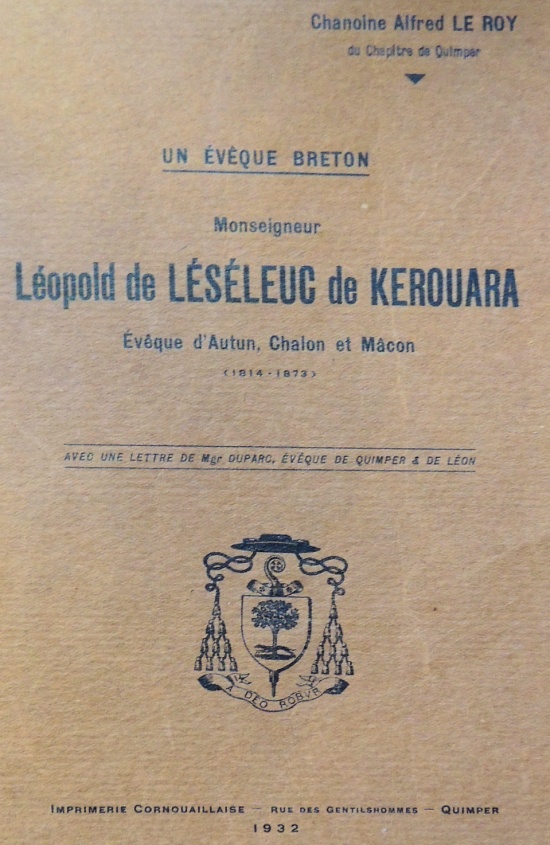 Chanoine Alfred LE ROY
du Chapitre de Quimper
UN ÉVÊQUE BRETON
Monseigneur
Léopold de LÉSÉLEUC de KEROUARA
Évêque d'Autun, Chalon et Mâcon
(1814-1873)
AVEC UNE LETTRE DE Mgr DUPARC, ÉVÊQUE DE QUIMPER & DE LÉON
A DEO ROBVR
IMPRIMERIE CORNOUAILLAISE — RUE DES GENTILSHOMMES — QUIMPER
1932